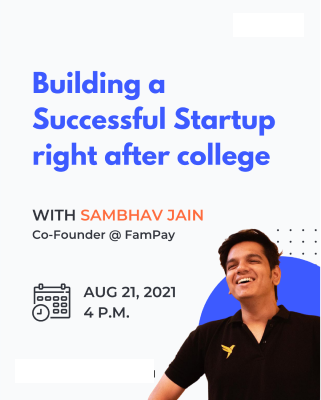 Building a
Successful Startup
right after college
WITH SAMBHAV JAIN
Co-Founder @ FamPay
AUG 21, 2021
4 P.M.